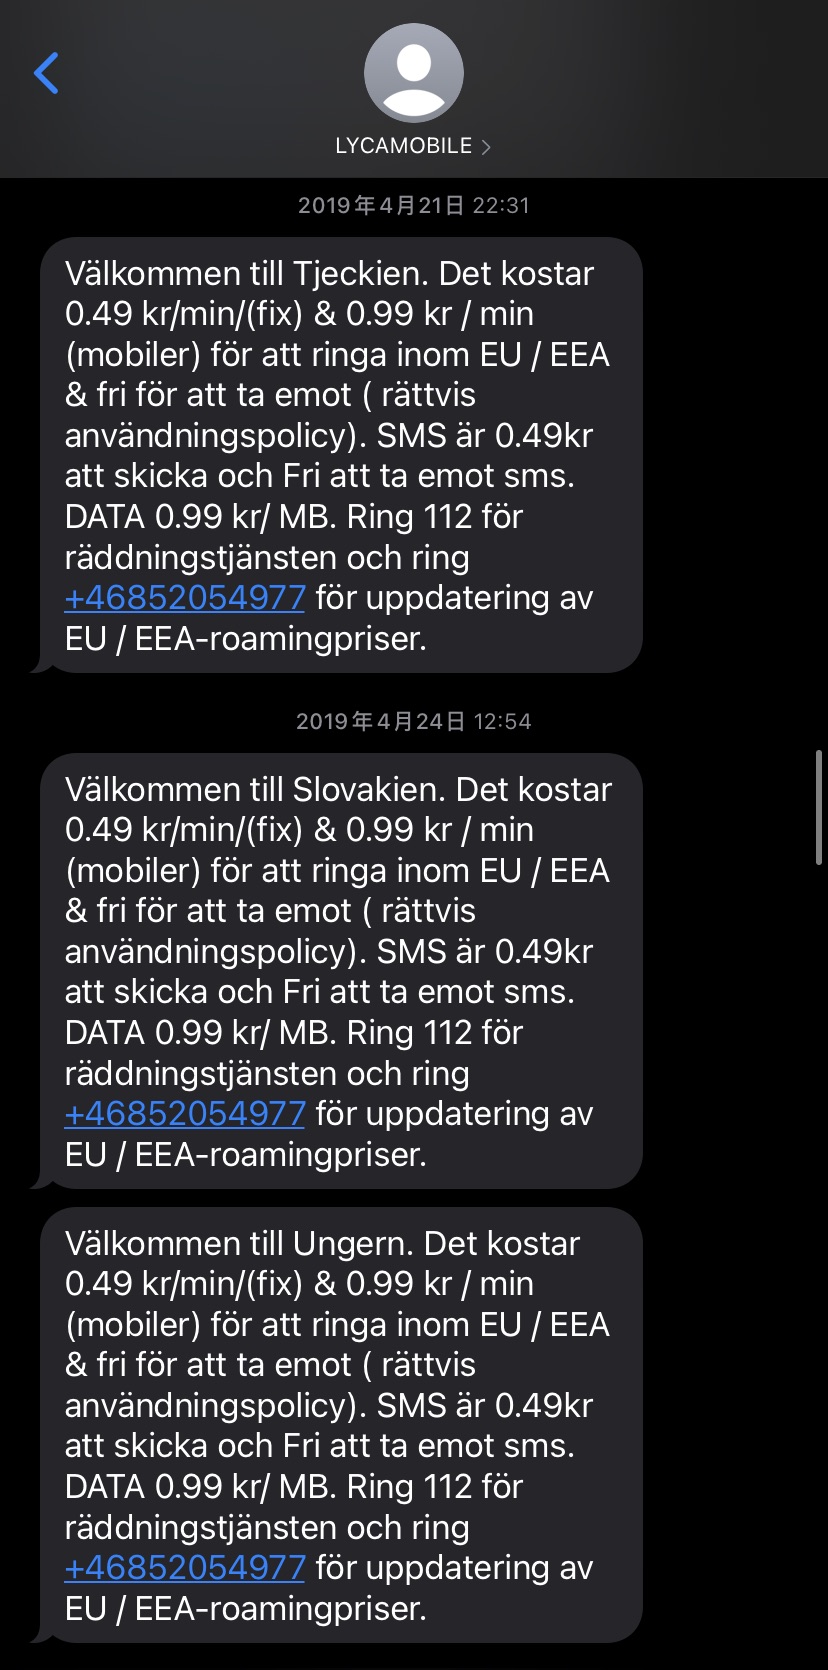 LYCAMOBILE
2019年4月21日 22:31
Välkommen till Tjeckien. Det kostar
0.49 kr/min/(fix) & 0.99 kr / min
(mobiler) för att ringa inom EU / EEA
& fri för att ta emot ( rättvis
användningspolicy). SMS är 0.49kr
att skicka och Fri att ta emot sms.
DATA 0.99 kr/ MB. Ring 112 för
räddningstjänsten och ring
+46852054977 för uppdatering av
EU / EEA-roamingpriser.
2019年4月24日 12:54
Välkommen till Slovakien. Det kostar
0.49 kr/min/(fix) & 0.99 kr / min
(mobiler) för att ringa inom EU / EEA
& fri för att ta emot ( rättvis
användningspolicy). SMS är 0.49kr
att skicka och Fri att ta emot sms.
DATA 0.99 kr/ MB. Ring 112 för
räddningstjänsten och ring
+46852054977 för uppdatering av
EU / EEA-roamingpriser.
Välkommen till Ungern. Det kostar
0.49 kr/min/(fix) & 0.99 kr / min
(mobiler) för att ringa inom EU / EEA
& fri för att ta emot ( rättvis
användningspolicy). SMS är 0.49kr
att skicka och Fri att ta emot sms.
DATA 0.99 kr/ MB. Ring 112 för
räddningstjänsten och ring
+46852054977 för uppdatering av
EU / EEA-roamingpriser.